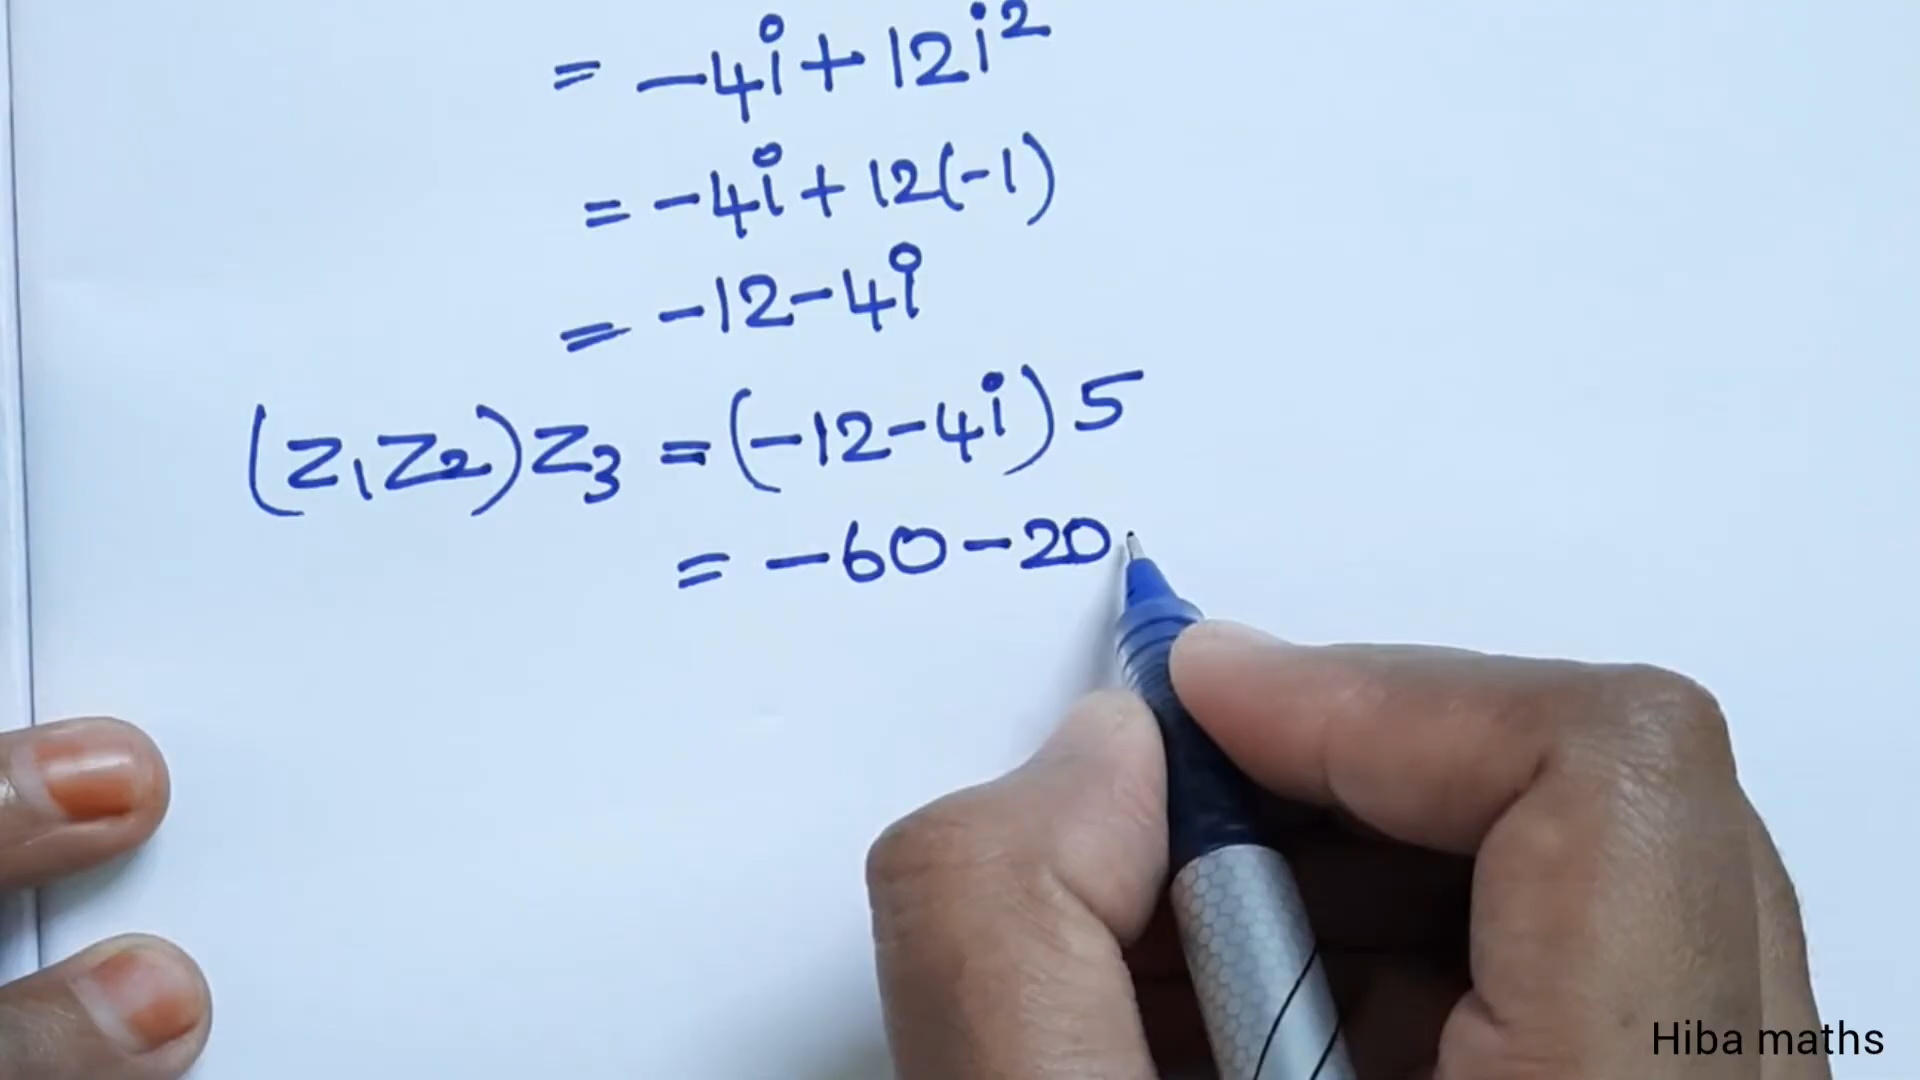 = -4i + 12i²
= -4i + 12(-1)
= -12 - 4i
(z₁z₂)z₃ = (-12 - 4i) 5
= -60 - 20
Hiba maths